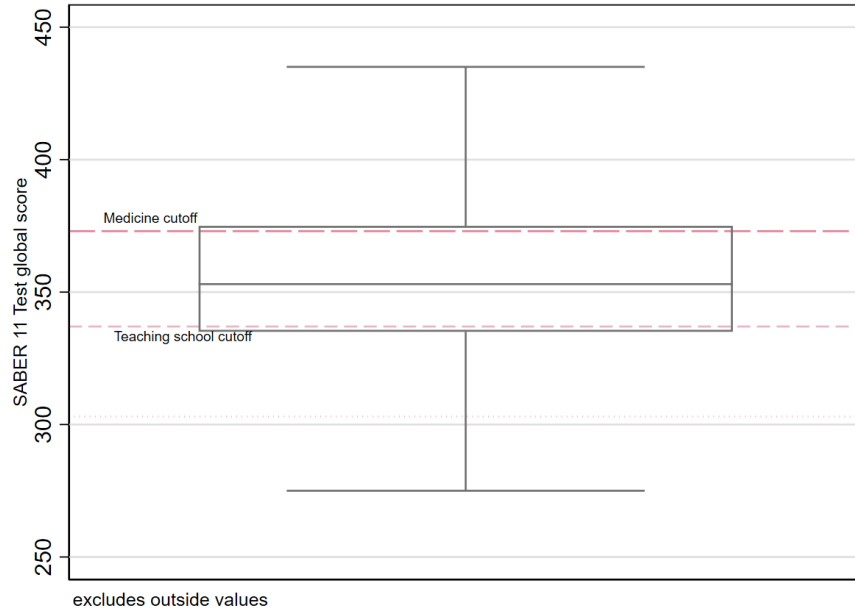 450
400
350
300
250
SABER 11 Test global score
Medicine cutoff
Teaching school cutoff
excludes outside values